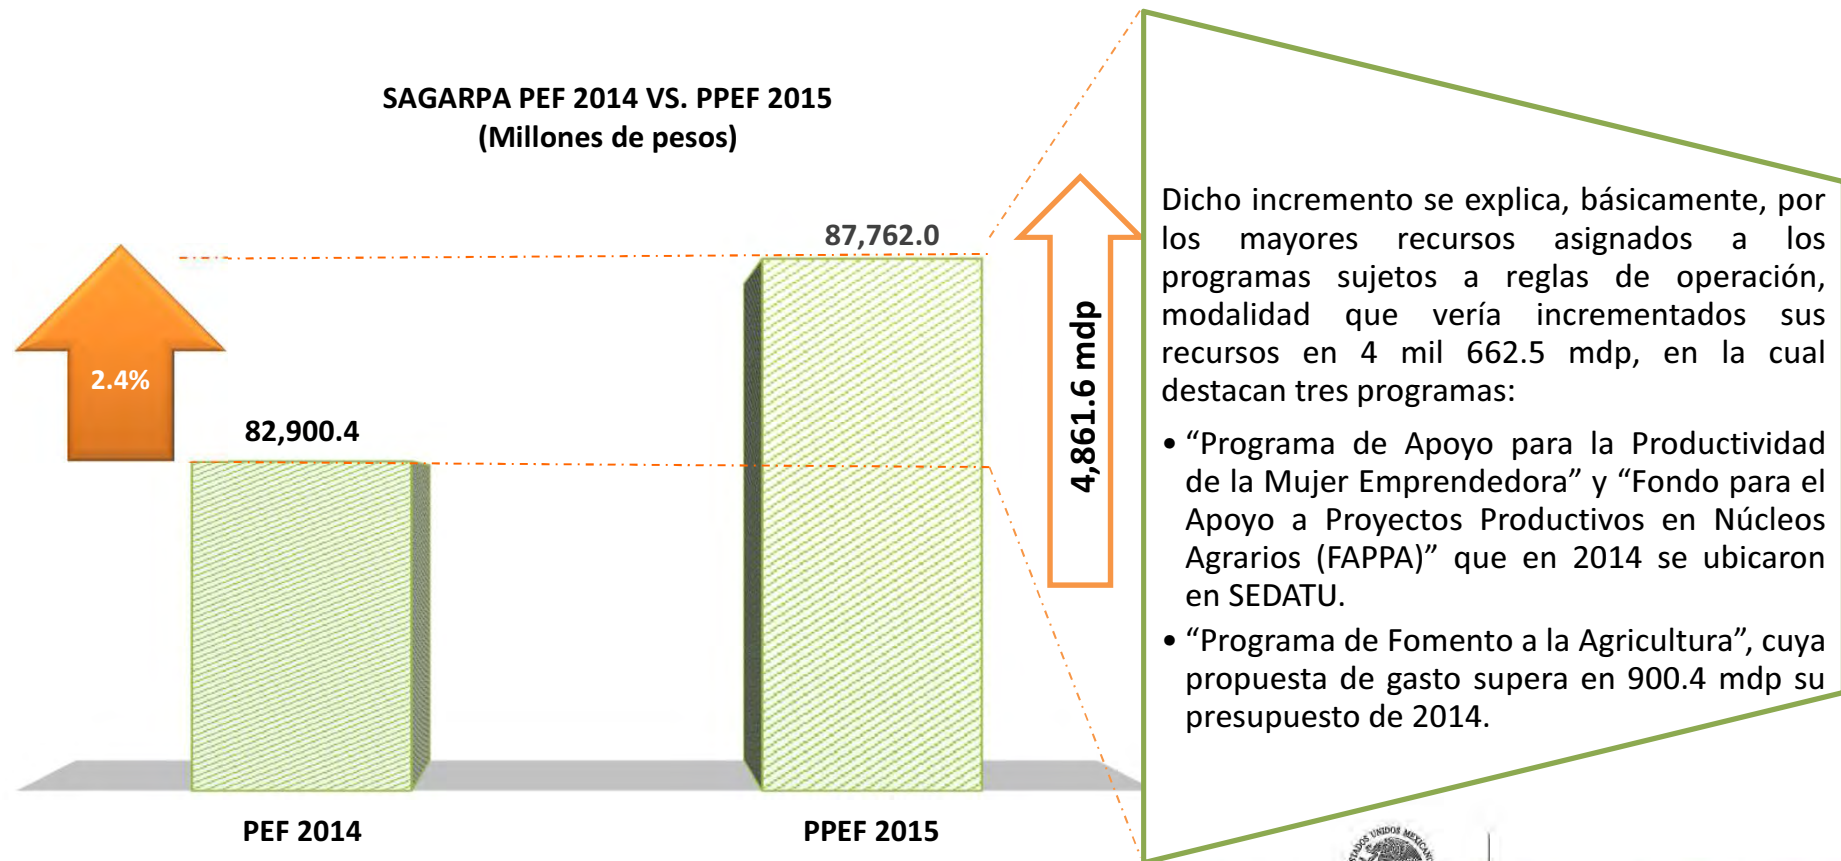 SAGARPA PEF 2014 VS. PPEF 2015
(Millones de pesos)
87,762.0
2.4%
82,900.4
4,861.6 mdp
PEF 2014
PPEF 2015
Dicho incremento se explica, básicamente, por
los mayores recursos asignados a los
programas sujetos a reglas de operación,
modalidad que vería incrementados sus
recursos en 4 mil 662.5 mdp, en la cual
destacan tres programas:
• “Programa de Apoyo para la Productividad
de la Mujer Emprendedora” y “Fondo para el
Apoyo a Proyectos Productivos en Núcleos
Agrarios (FAPPA)” que en 2014 se ubicaron
en SEDATU.
• “Programa de Fomento a la Agricultura”, cuya
propuesta de gasto supera en 900.4 mdp su
presupuesto de 2014.
UNIDOS